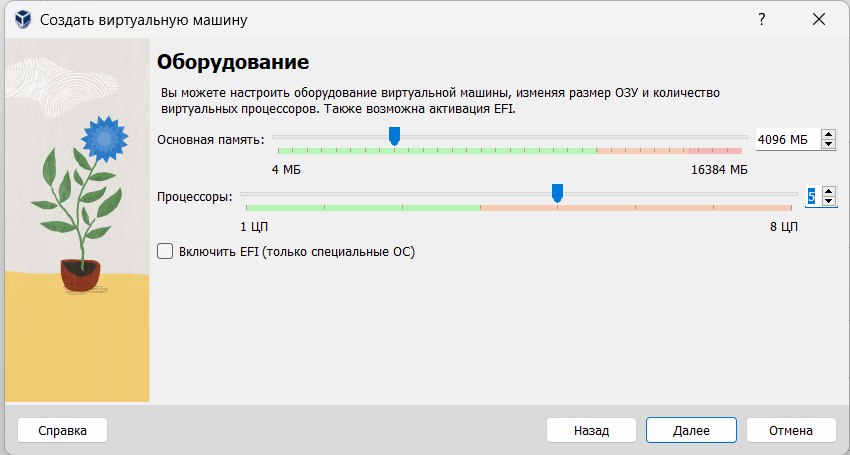 Создать виртуальную машину
?
Оборудование
Вы можете настроить оборудование виртуальной машины, изменяя размер ОЗУ и количество
виртуальных процессоров. Также возможна активация EFI.
Основная память:
4096 МБ
4 МБ
16384 МБ
Процессоры:
5
1 ЦП
8 ЦП
Включить EFI (только специальные ОС)
Справка
Назад
Далее
Отмена